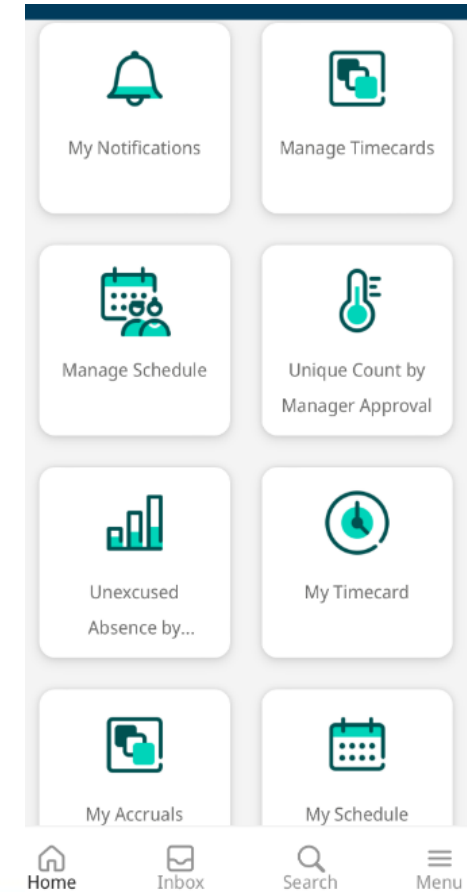 My Notifications
Manage Timecards
Manage Schedule
Unique Count by
Manager Approval
Unexcused
Absence by...
My Timecard
My Accruals
My Schedule
Home
Inbox
Search
Menu